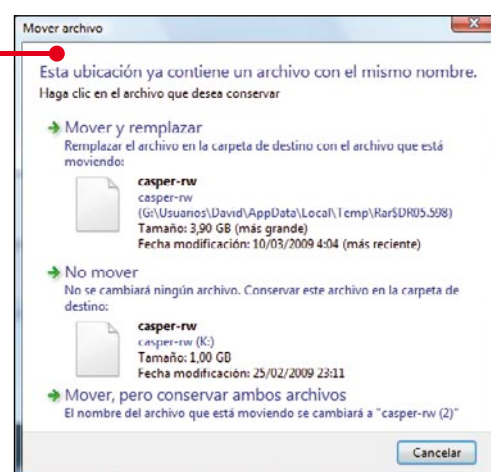 Mover archivo
Esta ubicación ya contiene un archivo con el mismo nombre.
Haga clic en el archivo que desea conservar
Mover y remplazar
Remplazar el archivo en la carpeta de destino con el archivo que está
moviendo:
casper-rw
casper-rw
(G:\Usuarios\David\AppData\Local\Temp\Rar$DR05.598)
Tamaño: 3,90 GB (más grande)
Fecha modificación: 10/03/2009 4:04 (más reciente)
No mover
No se cambiará ningún archivo. Conservar este archivo en la carpeta de
destino:
casper-rw
casper-rw (K:)
Tamaño: 1,00 GB
Fecha modificación: 25/02/2009 23:11
Mover, pero conservar ambos archivos
El nombre del archivo que está moviendo se cambiará a "casper-rw (2)"
Cancelar